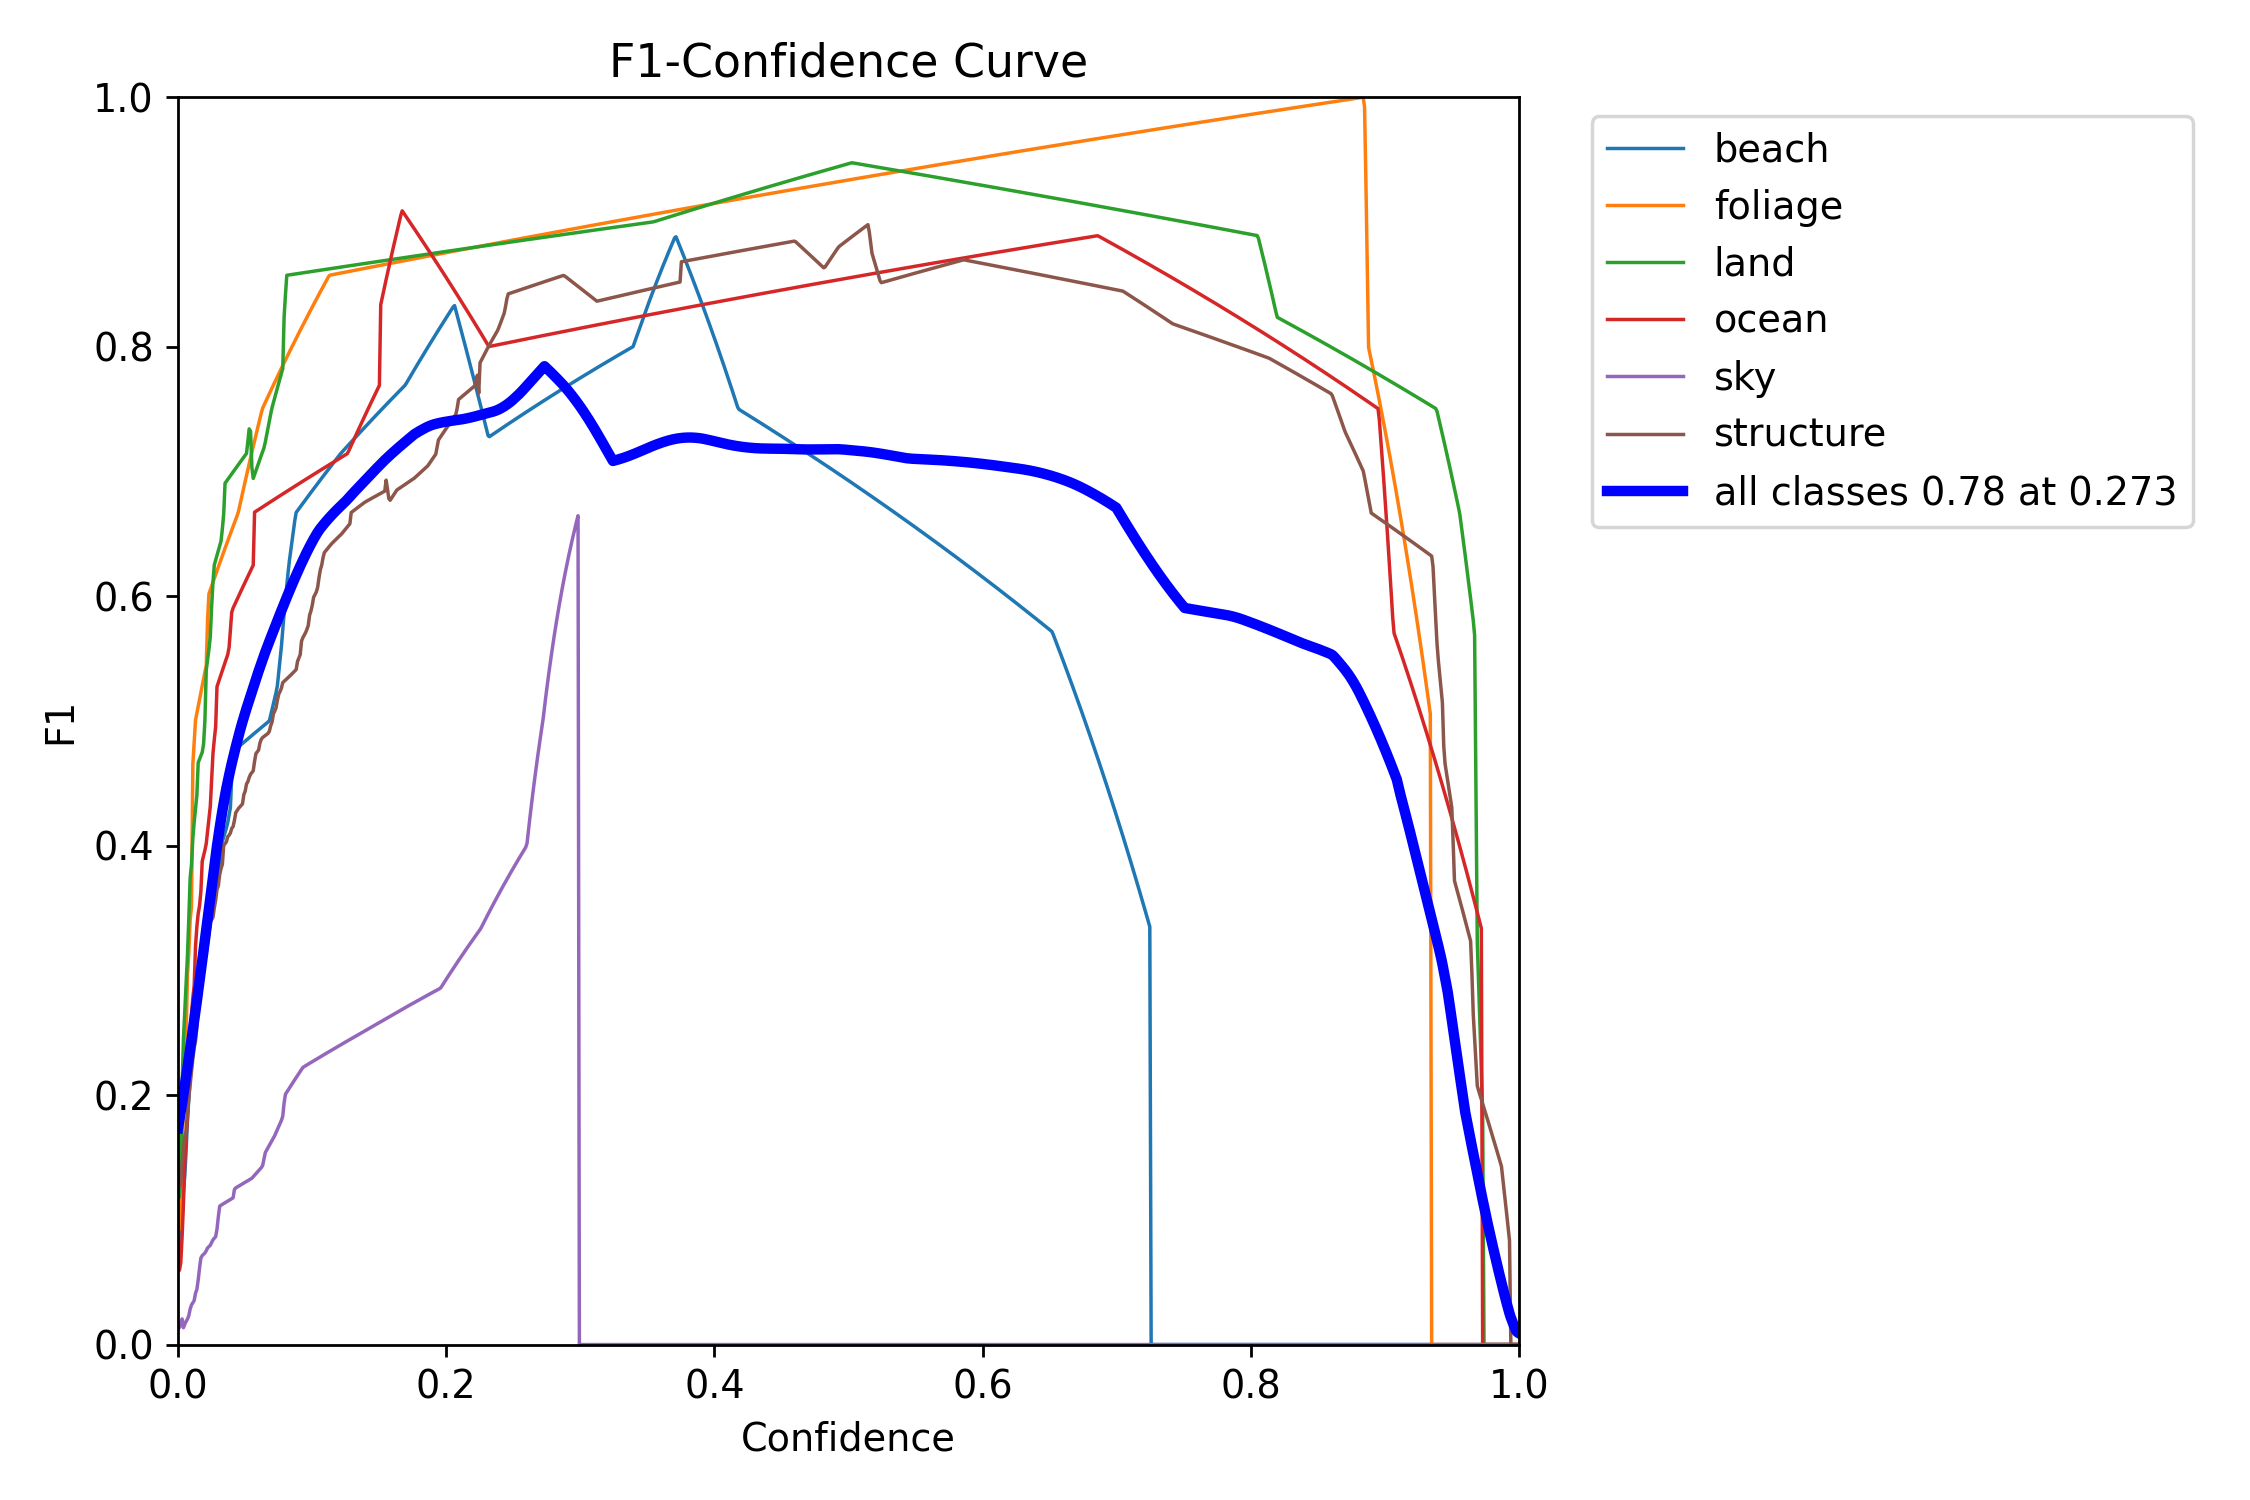 F1-Confidence Curve
1.0
0.8
0.6
0.4
0.2
0.0
F1
0.0 0.2 0.4 0.6 0.8 1.0
Confidence
beach
foliage
land
ocean
sky
structure
all classes 0.78 at 0.273